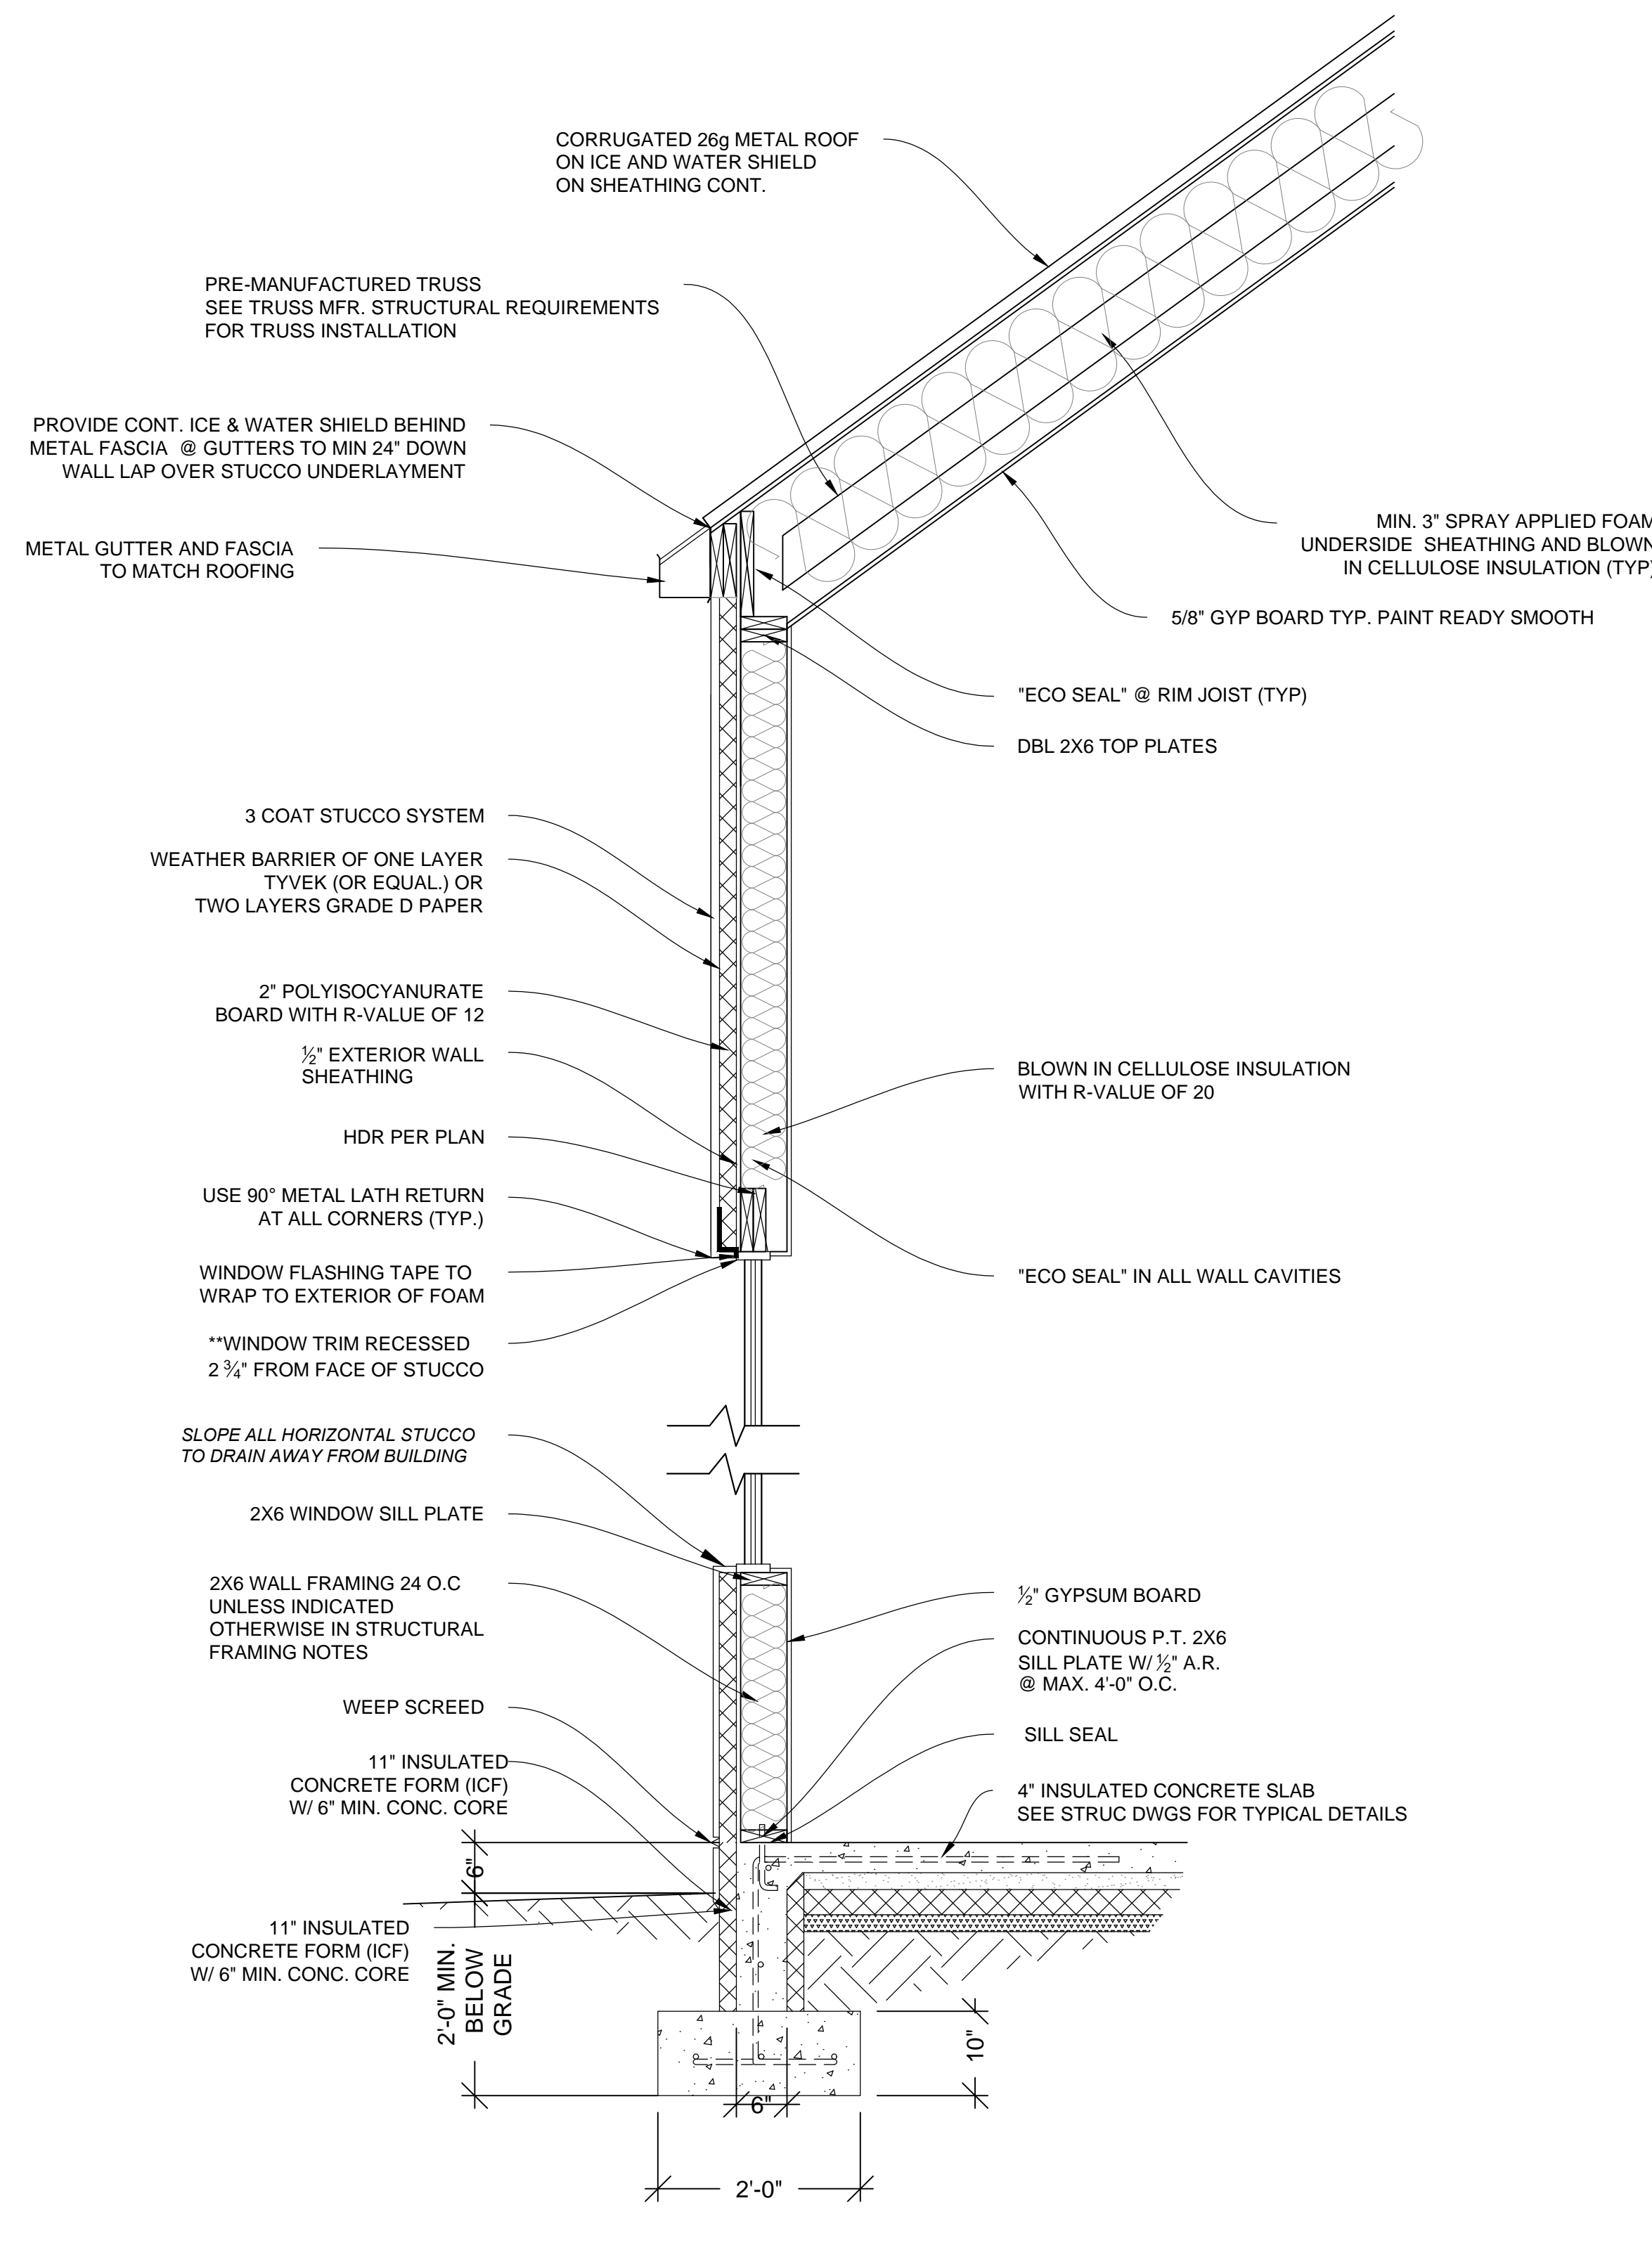 CORRUGATED 26g METAL ROOF
ON ICE AND WATER SHIELD
ON SHEATHING CONT.
PRE-MANUFACTURED TRUSS
SEE TRUSS MFR. STRUCTURAL REQUIREMENTS
FOR TRUSS INSTALLATION
PROVIDE CONT. ICE & WATER SHIELD BEHIND
METAL FASCIA @ GUTTERS TO MIN 24" DOWN
WALL LAP OVER STUCCO UNDERLAYMENT
METAL GUTTER AND FASCIA
TO MATCH ROOFING
MIN. 3" SPRAY APPLIED FOAM
UNDERSIDE SHEATHING AND BLOWN
IN CELLULOSE INSULATION (TYP)
5/8" GYP BOARD TYP. PAINT READY SMOOTH
"ECO SEAL" @ RIM JOIST (TYP)
DBL 2X6 TOP PLATES
3 COAT STUCCO SYSTEM
WEATHER BARRIER OF ONE LAYER
TYVEK (OR EQUAL.) OR
TWO LAYERS GRADE D PAPER
2" POLYISOCYANURATE
BOARD WITH R-VALUE OF 12
½" EXTERIOR WALL
SHEATHING
BLOWN IN CELLULOSE INSULATION
WITH R-VALUE OF 20
HDR PER PLAN
USE 90° METAL LATH RETURN
AT ALL CORNERS (TYP.)
WINDOW FLASHING TAPE TO
WRAP TO EXTERIOR OF FOAM
"ECO SEAL" IN ALL WALL CAVITIES
**WINDOW TRIM RECESSED
2 ¾" FROM FACE OF STUCCO
SLOPE ALL HORIZONTAL STUCCO
TO DRAIN AWAY FROM BUILDING
2X6 WINDOW SILL PLATE
2X6 WALL FRAMING 24 O.C
UNLESS INDICATED
OTHERWISE IN STRUCTURAL
FRAMING NOTES
½" GYPSUM BOARD
CONTINUOUS P.T. 2X6
SILL PLATE W/ ½" A.R.
@ MAX. 4'-0" O.C.
WEEP SCREED
SILL SEAL
11" INSULATED
CONCRETE FORM (ICF)
W/ 6" MIN. CONC. CORE
4" INSULATED CONCRETE SLAB
SEE STRUC DWGS FOR TYPICAL DETAILS
6"
11" INSULATED
CONCRETE FORM (ICF)
W/ 6" MIN. CONC. CORE
2'-0" MIN.
BELOW
GRADE
10"
6"
2'-0"